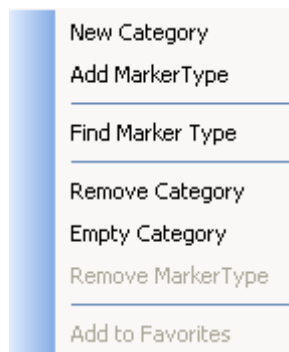 New Category
Add MarkerType
Find Marker Type
Remove Category
Empty Category
Remove MarkerType
Add to Favorites